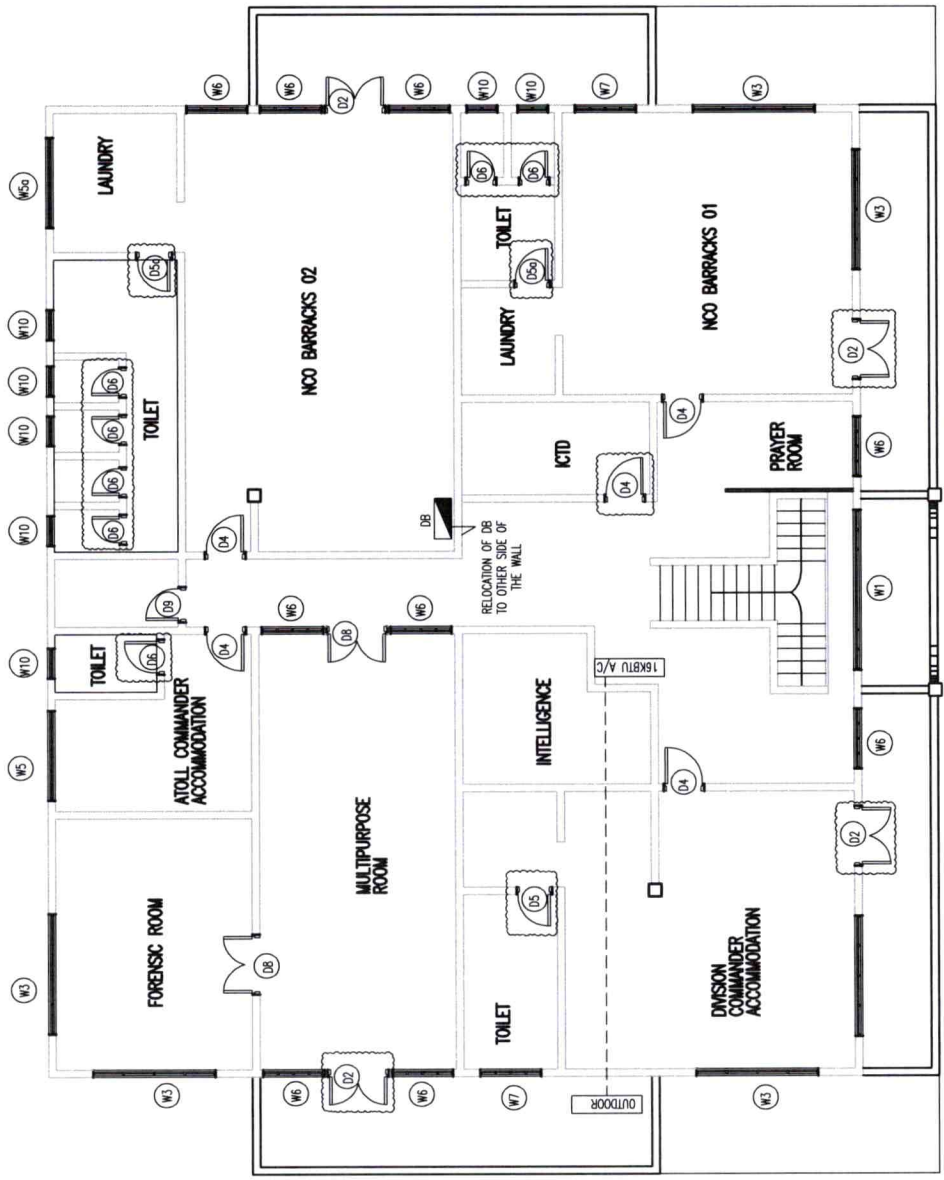 W3
W5
W10
W10
W10
W10
W10
W5a
TOILET
D6
D6
D6
D6
LAUNDRY
FORENSIC ROOM
D6
TOILET
D5a
W3
D9
ATOLL COMMANDER
ACCOMMODATION
D4
D4
W6
D8
W6
W6
W6
NCO BARRACKS 02
D2
D8
D2
MULTIPURPOSE
ROOM
W6
W6
DB
W6
RELOCATION OF DB
TO OTHER SIDE OF
THE WALL
D6
W10
TOILET
LAUNDRY
TOILET
W7
D5
INTELLIGENCE
D5a
D6
W10
ICTD
OUTDOOR
16KBTU A/C
D4
W7
D4
D4
NCO BARRACKS 01
DIVISION
COMMANDER
ACCOMMODATION
W3
W3
PRAYER
ROOM
D2
D2
W6
W1
W6
W3